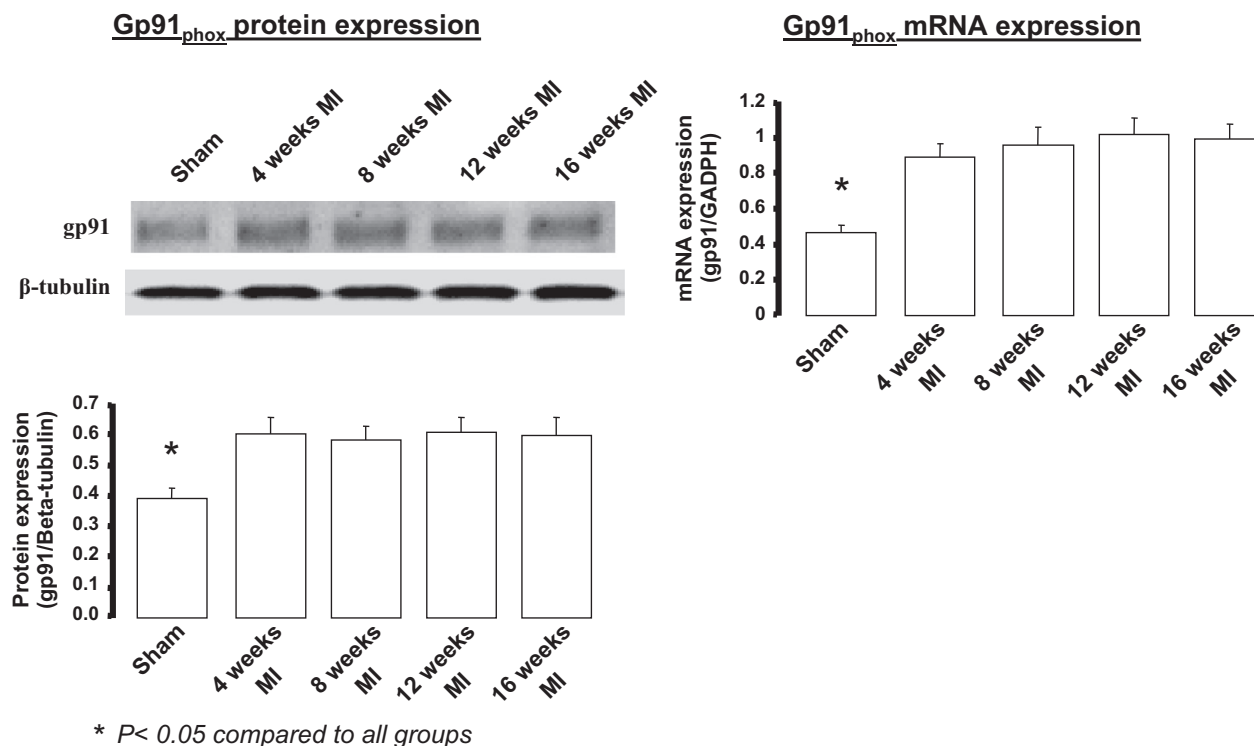 Gp91phox protein expression
Sham
4 weeks MI
8 weeks MI
12 weeks MI
16 weeks MI
gp91
β-tubulin
Protein expression
(gp91/Beta-tubulin)
0.7
0.6
0.5
0.4
0.3
0.2
0.1
0.0
*
Sham
4 weeks
MI
8 weeks
MI
12 weeks
MI
16 weeks
MI
* P< 0.05 compared to all groups
Gp91phox mRNA expression
mRNA expression
(gp91/GADPH)
1.2
1
0.8
0.6
0.4
0.2
0
*
Sham
4 weeks
MI
8 weeks
MI
12 weeks
MI
16 weeks
MI